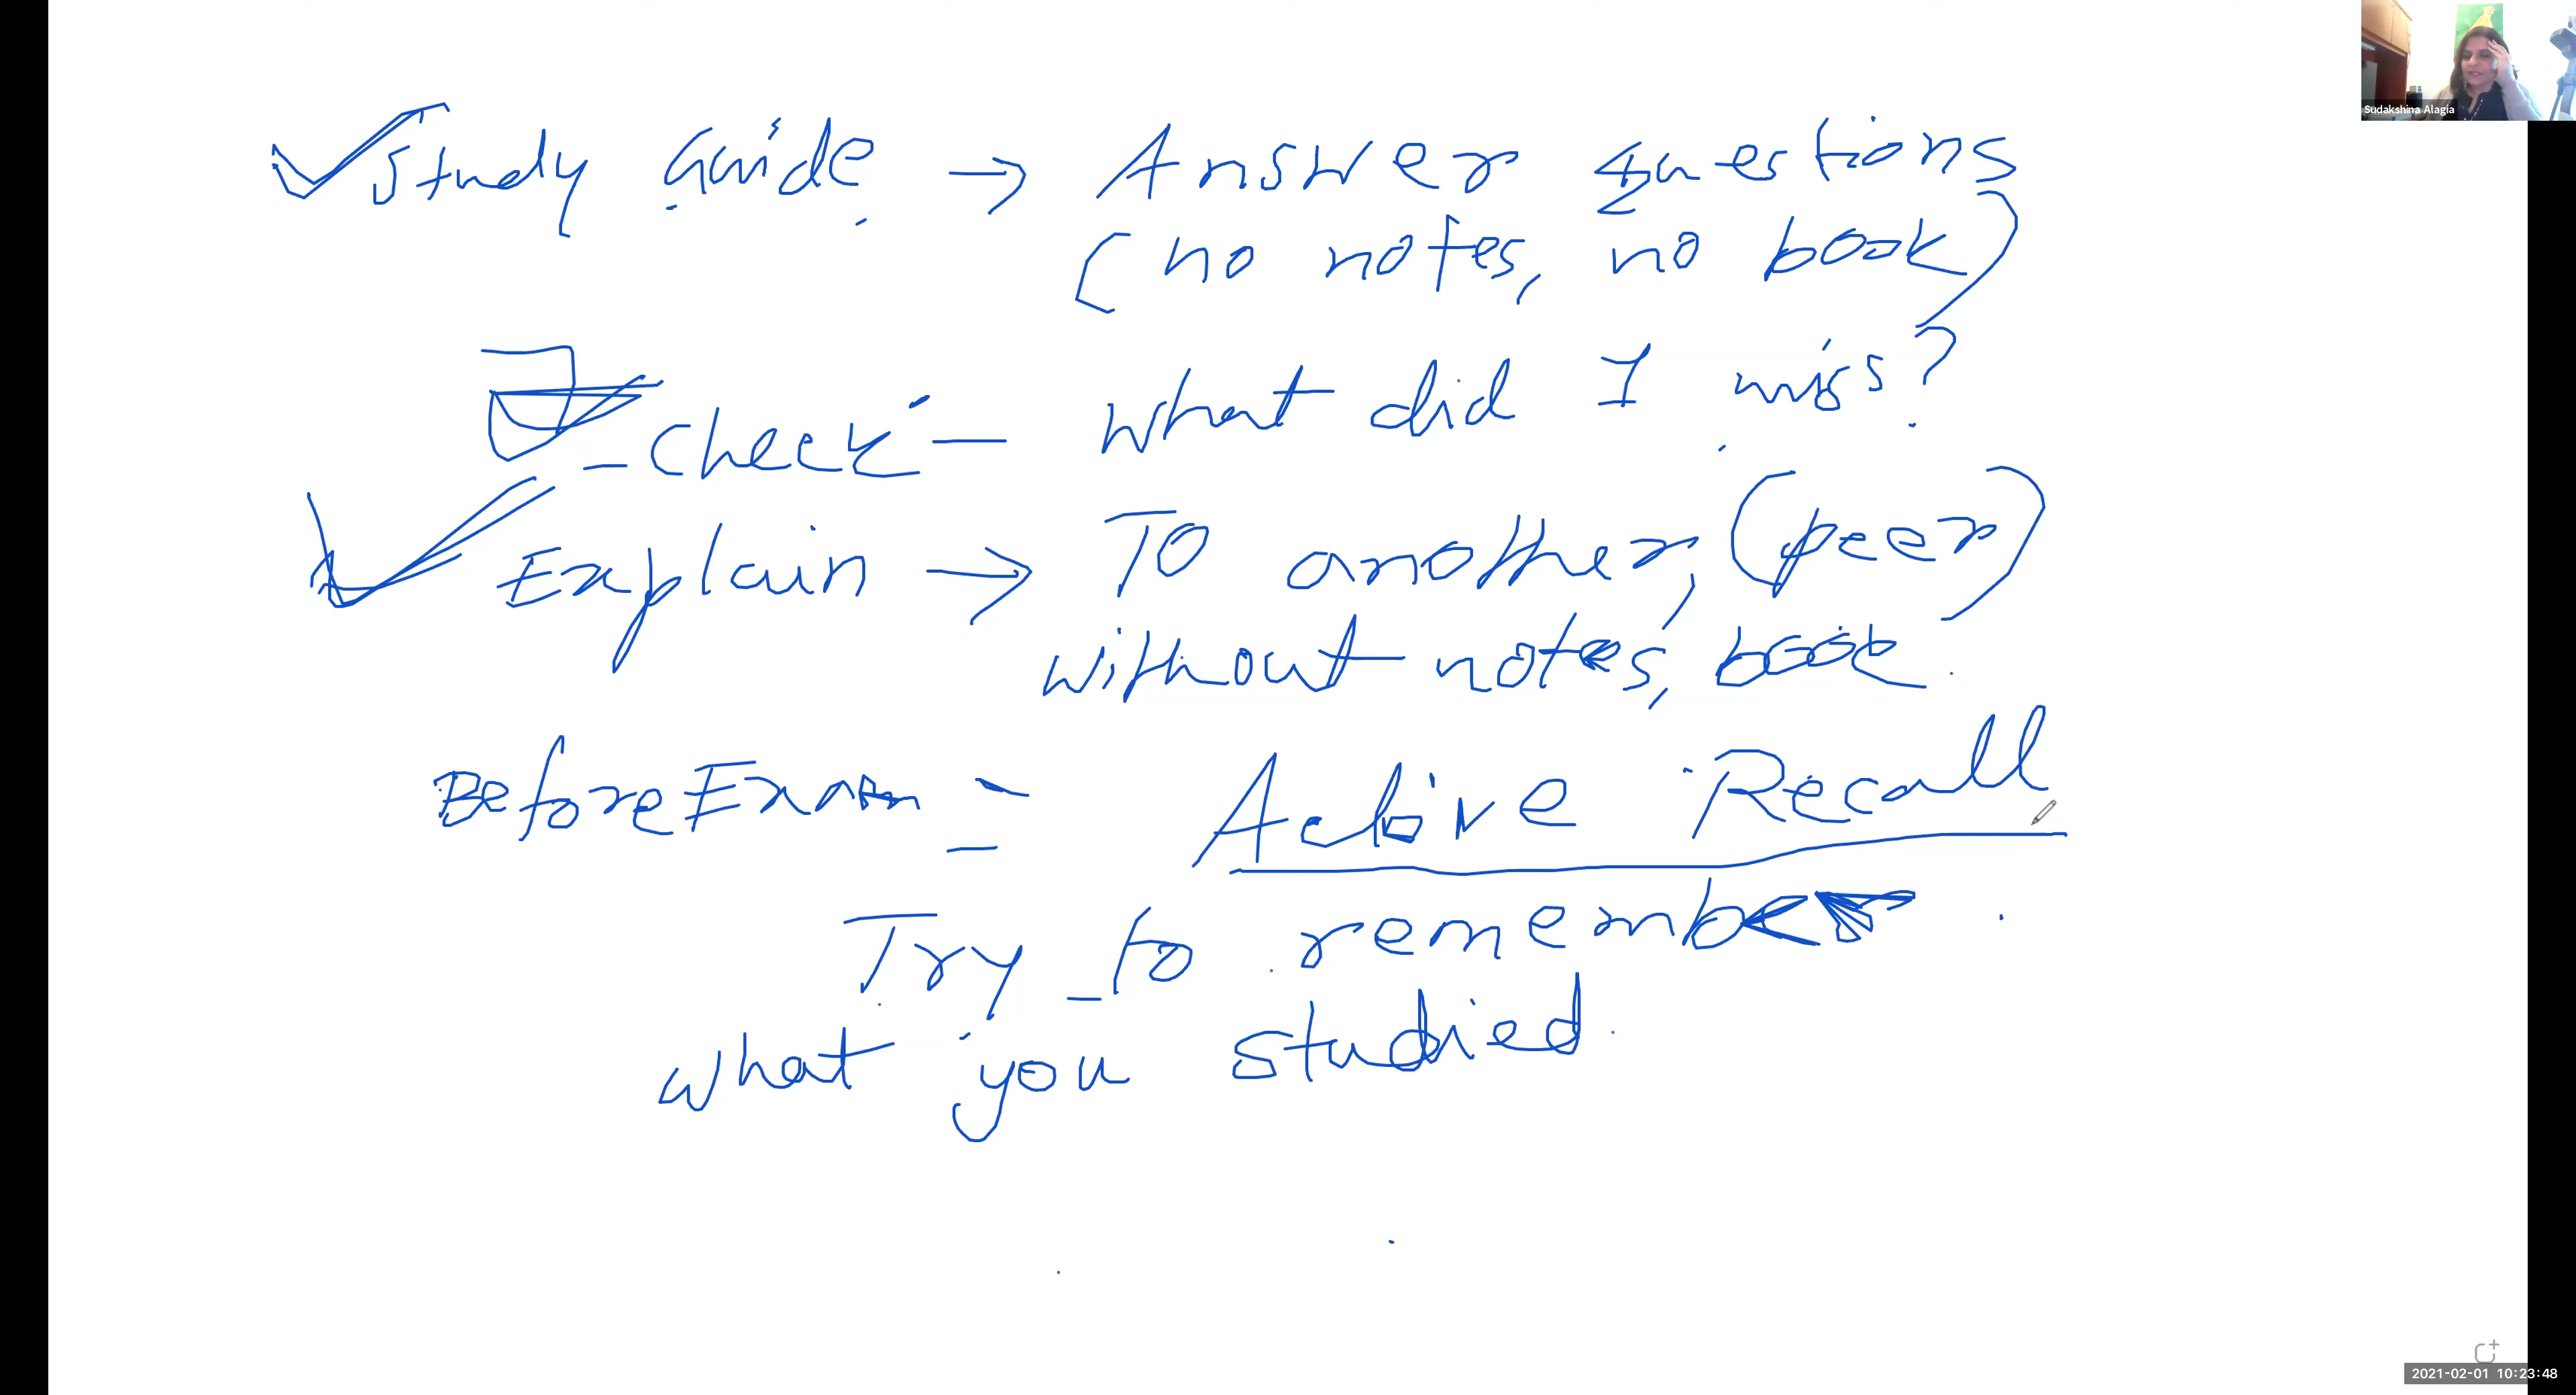 Sudakshina Alagia
Study Guide → Answer questions
(no notes, no book)
- Check - What did I miss?
Explain → To another, (peer)
without notes, book.
Before Exam = Active Recall
Try to remember
what you studied.
2021-02-01 10:23:48